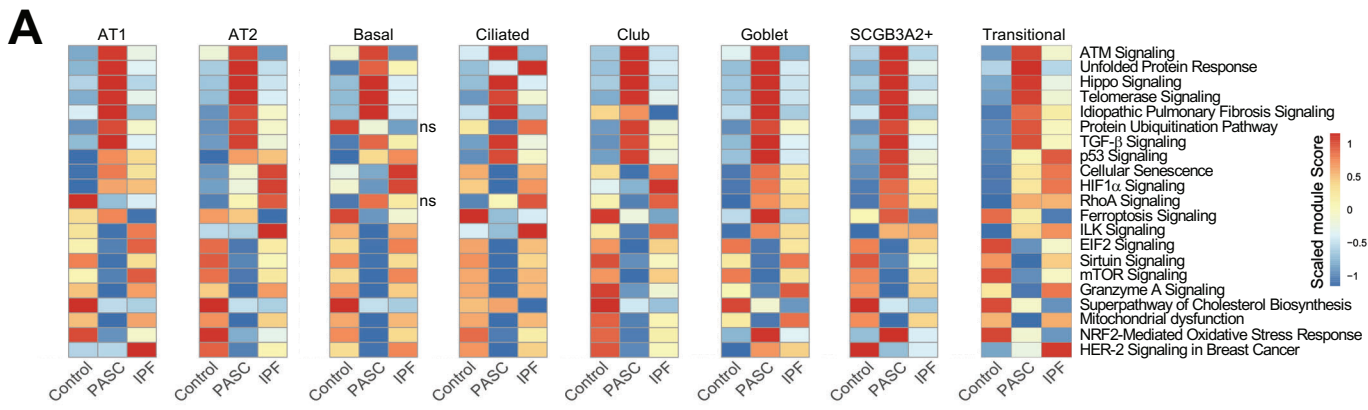 A
AT1 AT2 Basal Ciliated Club Goblet SCGB3A2+ Transitional
ATM Signaling
Unfolded Protein Response
Hippo Signaling
Telomerase Signaling
Idiopathic Pulmonary Fibrosis Signaling
ns Protein Ubiquitination Pathway
TGF-β Signaling
p53 Signaling
Cellular Senescence
HIF1α Signaling
ns RhoA Signaling
Ferroptosis Signaling
ILK Signaling
EIF2 Signaling
Sirtuin Signaling
mTOR Signaling
Granzyme A Signaling
Superpathway of Cholesterol Biosynthesis
Mitochondrial dysfunction
NRF2-Mediated Oxidative Stress Response
HER-2 Signaling in Breast Cancer
Control PASC IPF Control PASC IPF Control PASC IPF Control PASC IPF Control PASC IPF Control PASC IPF Control PASC IPF Control PASC IPF
1
0.5
0
−0.5
−1
Scaled module Score